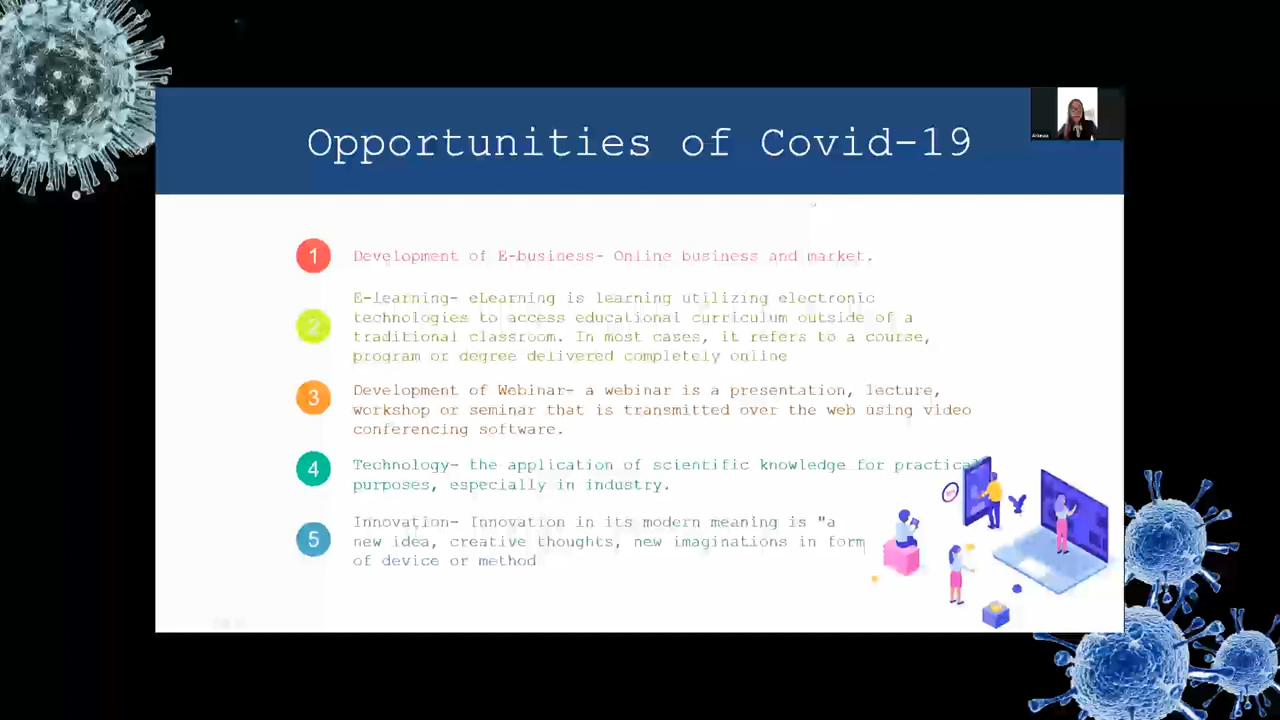 Opportunities of Covid-19
1 Development of E-business- Online business and market.
2 E-learning- eLearning is learning utilizing electronic
technologies to access educational curriculum outside of a
traditional classroom. In most cases, it refers to a course,
program or degree delivered completely online
3 Development of Webinar- a webinar is a presentation, lecture,
workshop or seminar that is transmitted over the web using video
conferencing software.
4 Technology- the application of scientific knowledge for practical
purposes, especially in industry.
5 Innovation- Innovation in its modern meaning is "a
new idea, creative thoughts, new imaginations in form
of device or method